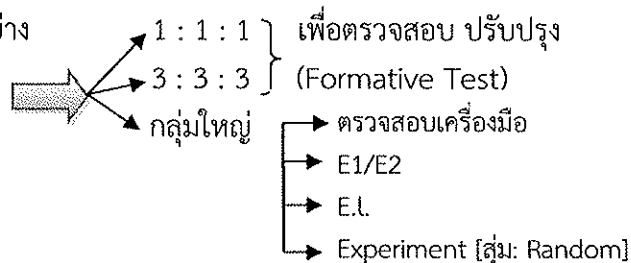 1 : 1 : 1 เพื่อตรวจสอบ ปรับปรุง
3 : 3 : 3 (Formative Test)
กลุ่มใหญ่
ตรวจสอบเครื่องมือ
E1/E2
E.I.
Experiment [สุ่ม: Random]